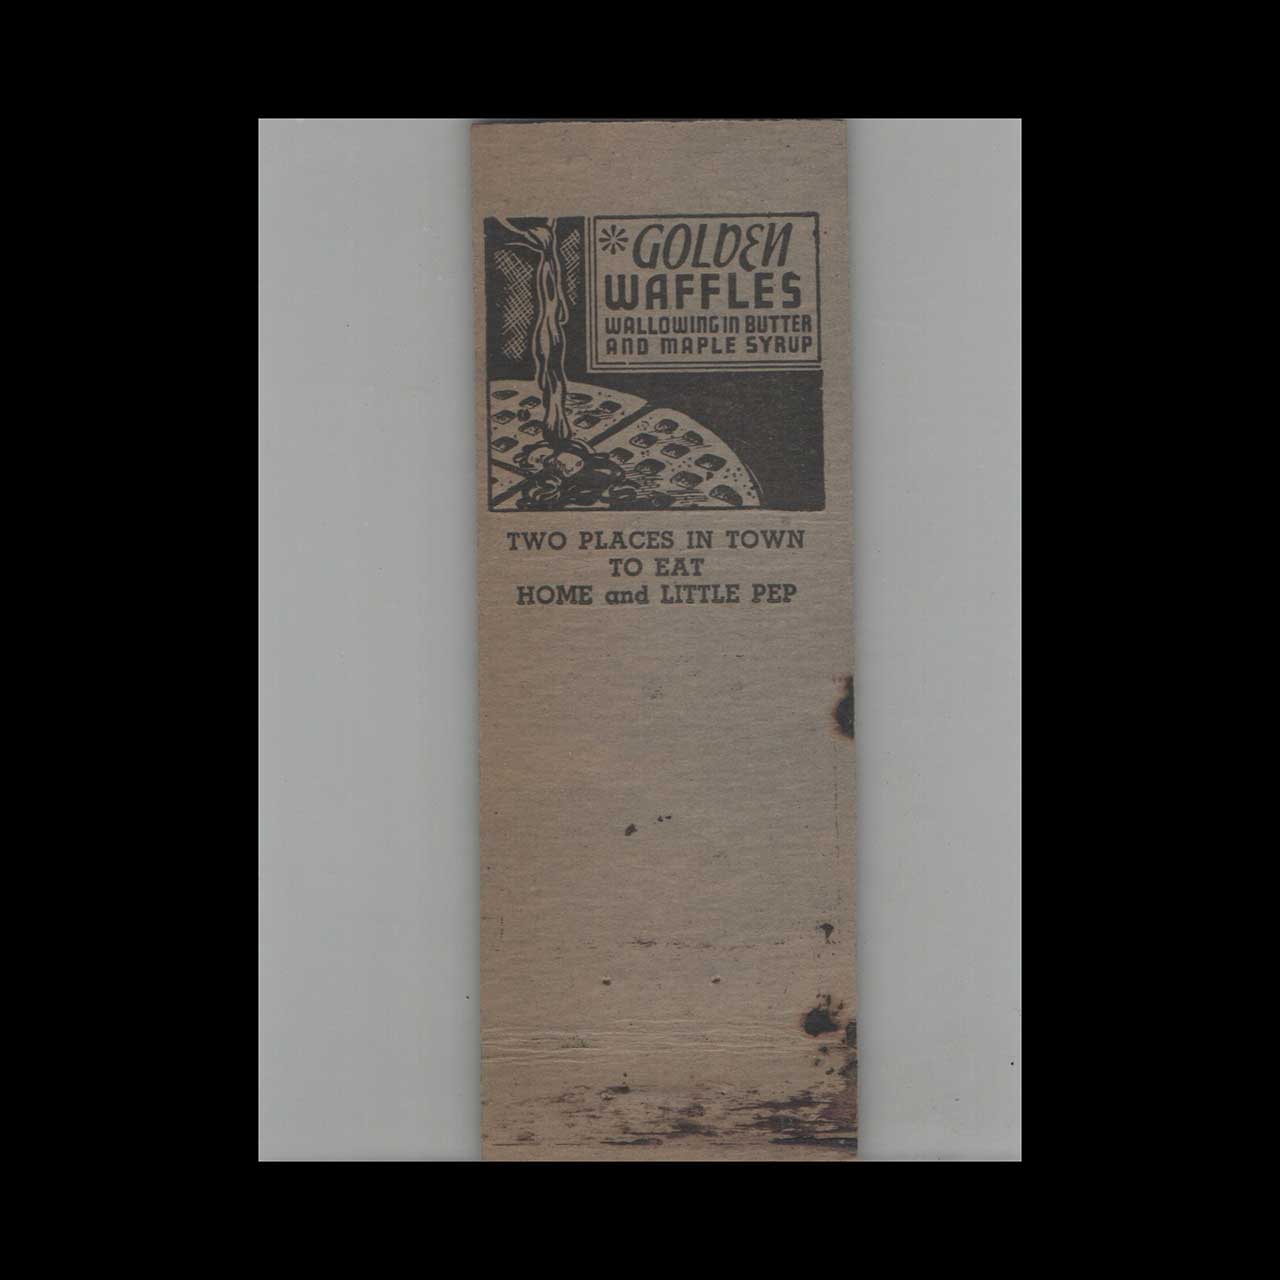 *GOLDEN
WAFFLES
WALLOWING IN BUTTER
AND MAPLE SYRUP
TWO PLACES IN TOWN
TO EAT
HOME and LITTLE PEP